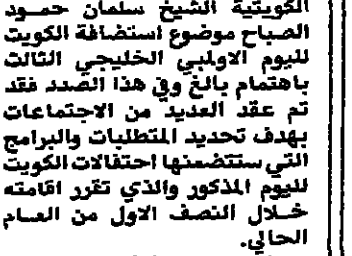 الكويتية الشيخ سلمان حمود
الصباح موضوع استضافة الكويت
لليوم الاولمبي الخليجي الثالث
باهتمام بالغ وفي هذا الصدد فقد
تم عقد العديد من الاجتماعات
بهدف تحديد المتطلبات والبرامج
التي ستتضمنها احتفالات الكويت
لليوم المذكور والذي تقرر اقامته
خلال النصف الاول من العام
الحالي.